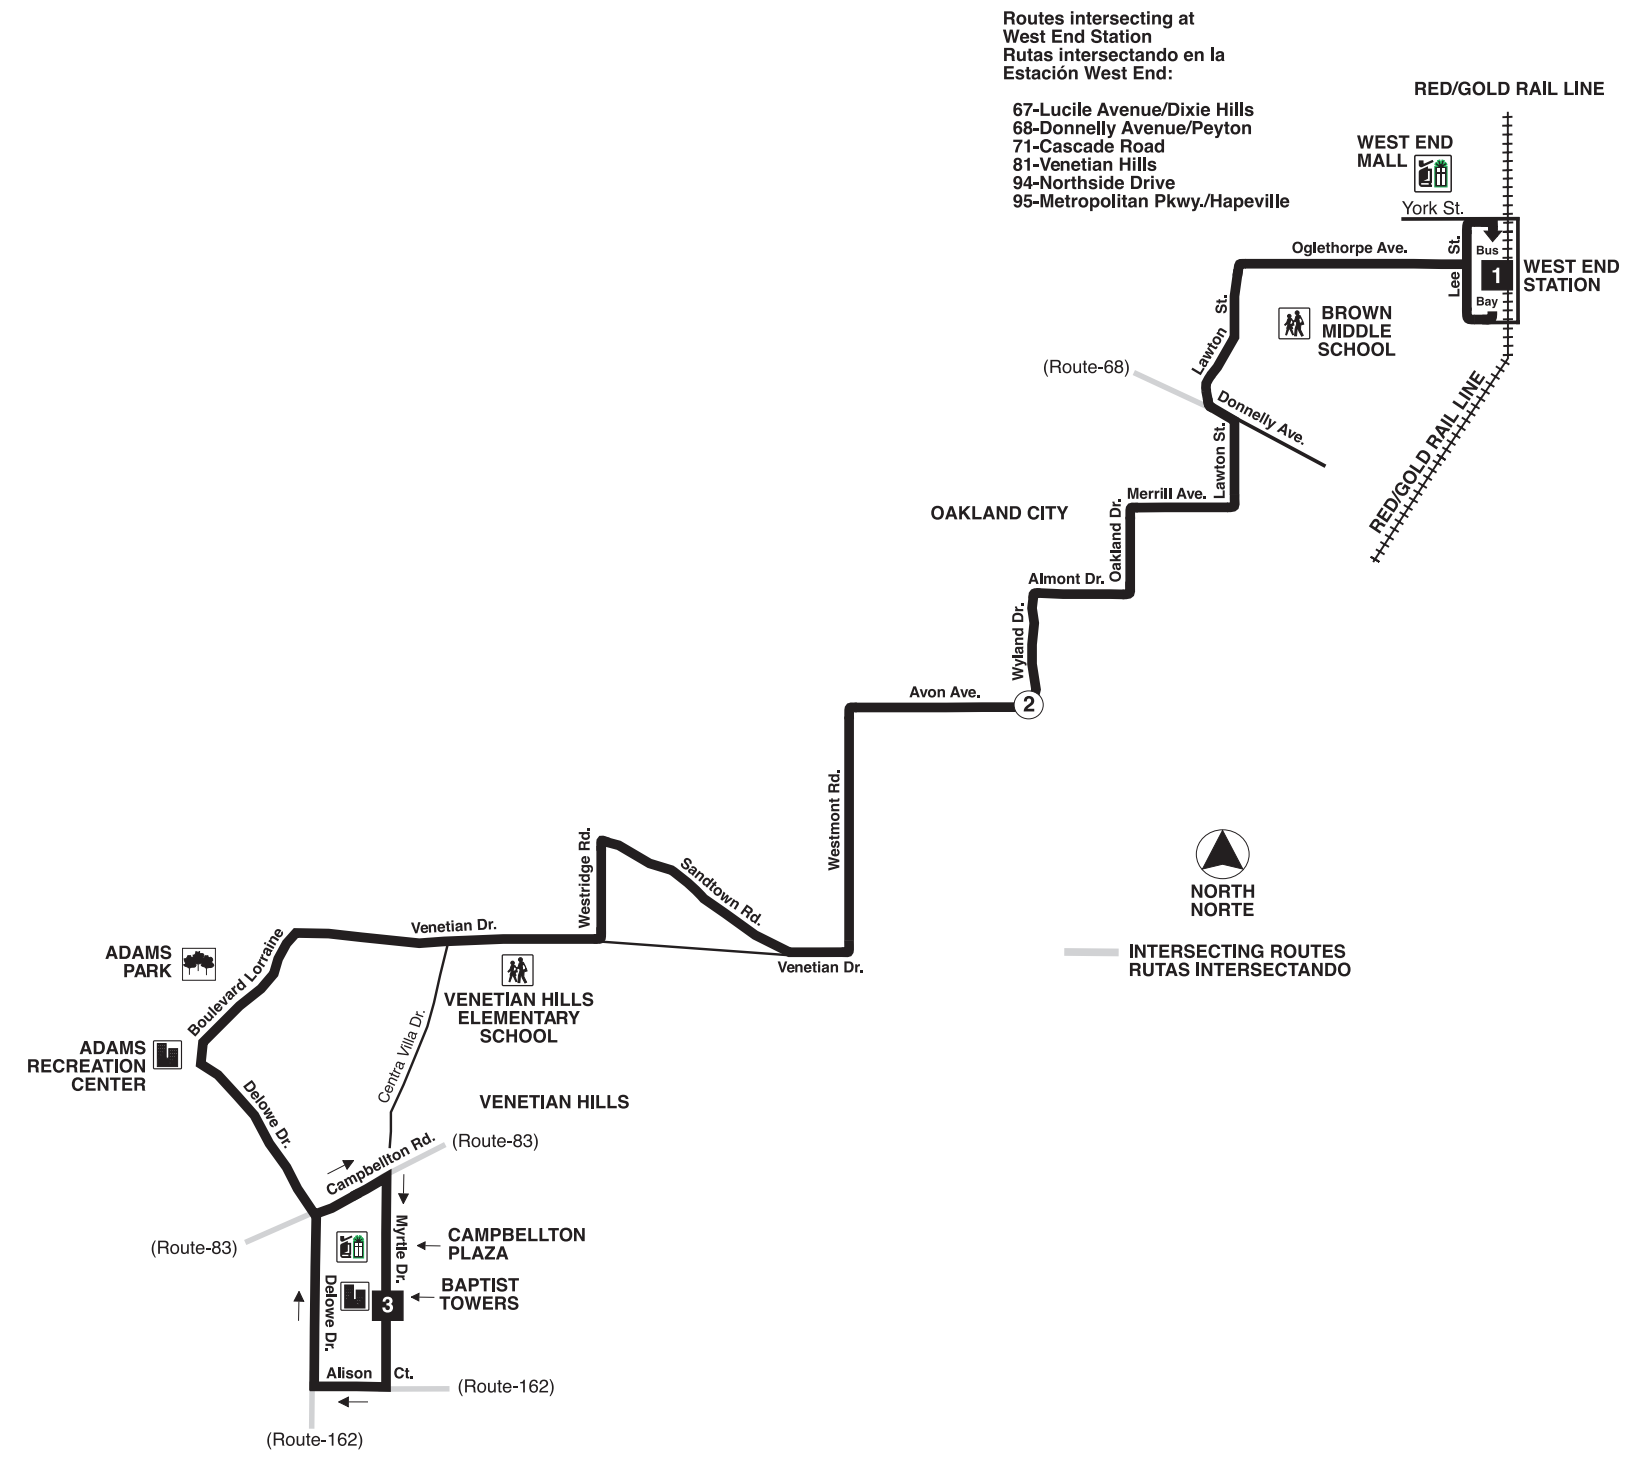 Routes intersecting at
West End Station
Rutas intersectando en la
Estación West End:
67-Lucile Avenue/Dixie Hills
68-Donnelly Avenue/Peyton
71-Cascade Road
81-Venetian Hills
94-Northside Drive
95-Metropolitan Pkwy./Hapeville
RED/GOLD RAIL LINE
WEST END
MALL
York St.
Oglethorpe Ave.
Lee St.
Bus
1
Bay
WEST END
STATION
BROWN
MIDDLE
SCHOOL
Lawton St.
(Route-68)
Donnelly Ave.
RED/GOLD RAIL LINE
Lawton St.
Merrill Ave.
OAKLAND CITY
Oakland Dr.
Almont Dr.
Wyland Dr.
Avon Ave.
2
Westmont Rd.
Westridge Rd.
Sandtown Rd.
NORTH
NORTE
INTERSECTING ROUTES
RUTAS INTERSECTANDO
Venetian Dr.
Venetian Dr.
Boulevard Lorraine
ADAMS
PARK
VENETIAN HILLS
ELEMENTARY
SCHOOL
Centra Villa Dr.
ADAMS
RECREATION
CENTER
Delowe Dr.
VENETIAN HILLS
Campbellton Rd.
(Route-83)
(Route-83)
Myrtle Dr.
CAMPBELLTON
PLAZA
BAPTIST
TOWERS
3
Delowe Dr.
Alison Ct.
(Route-162)
(Route-162)